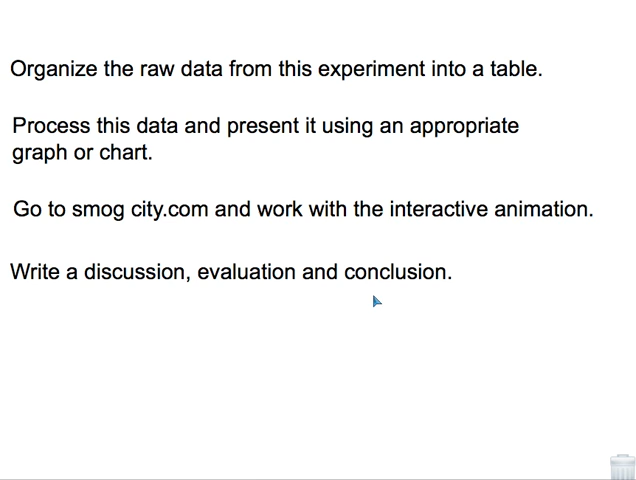 Organize the raw data from this experiment into a table.
Process this data and present it using an appropriate
graph or chart.
Go to smog city.com and work with the interactive animation.
Write a discussion, evaluation and conclusion.